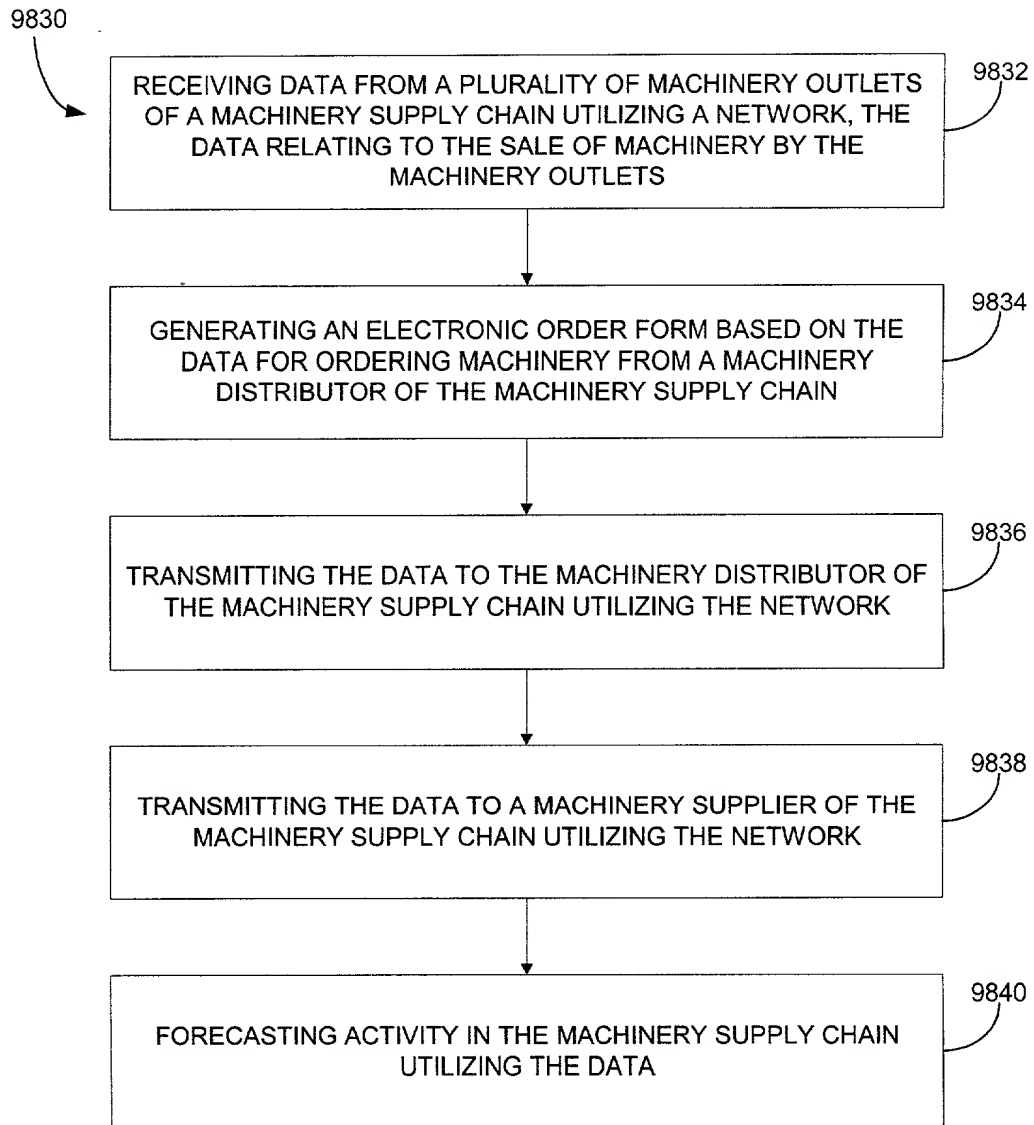 9830
RECEIVING DATA FROM A PLURALITY OF MACHINERY OUTLETS
OF A MACHINERY SUPPLY CHAIN UTILIZING A NETWORK, THE
DATA RELATING TO THE SALE OF MACHINERY BY THE
MACHINERY OUTLETS
9832
GENERATING AN ELECTRONIC ORDER FORM BASED ON THE
DATA FOR ORDERING MACHINERY FROM A MACHINERY
DISTRIBUTOR OF THE MACHINERY SUPPLY CHAIN
9834
TRANSMITTING THE DATA TO THE MACHINERY DISTRIBUTOR OF
THE MACHINERY SUPPLY CHAIN UTILIZING THE NETWORK
9836
TRANSMITTING THE DATA TO A MACHINERY SUPPLIER OF THE
MACHINERY SUPPLY CHAIN UTILIZING THE NETWORK
9838
FORECASTING ACTIVITY IN THE MACHINERY SUPPLY CHAIN
UTILIZING THE DATA
9840